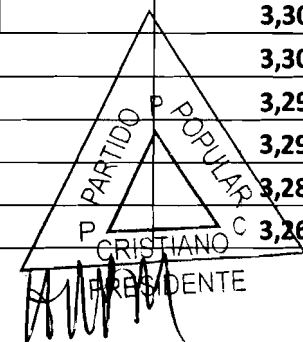 3,30
3,30
3,29
3,29
3,28
3,26
P
PARTIDO POPULAR
P C
CRISTIANO
PRESIDENTE